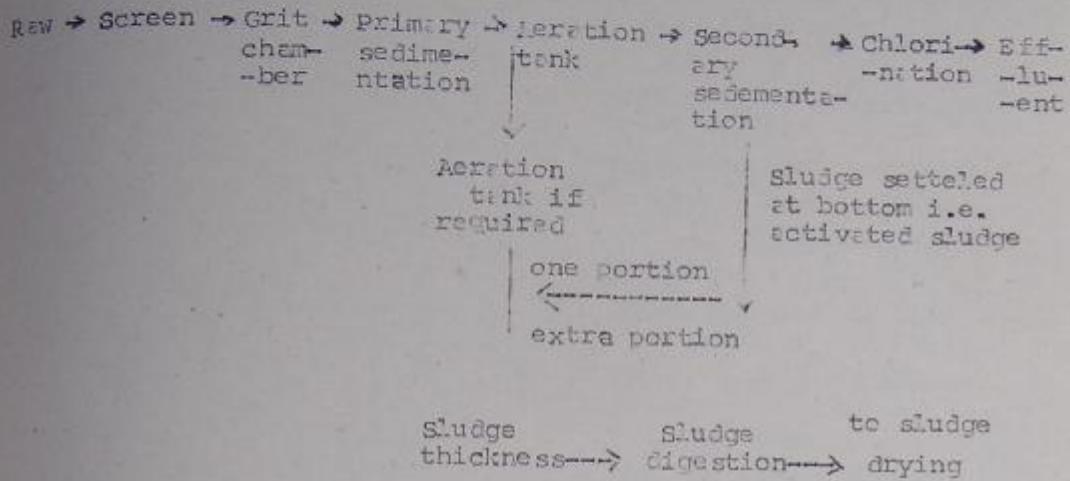 Raw → Screen → Grit → Primary → Aeration → Second- → Chlori → Eff-
cham- sedime- tank ary -nation -lu-
-ber ntation sedementa- -ent
tion
Aeration Sludge setteled
tank if at bottom i.e.
required activated sludge
one portion
extra portion
Sludge Sludge to sludge
thickness---> digestion---> drying